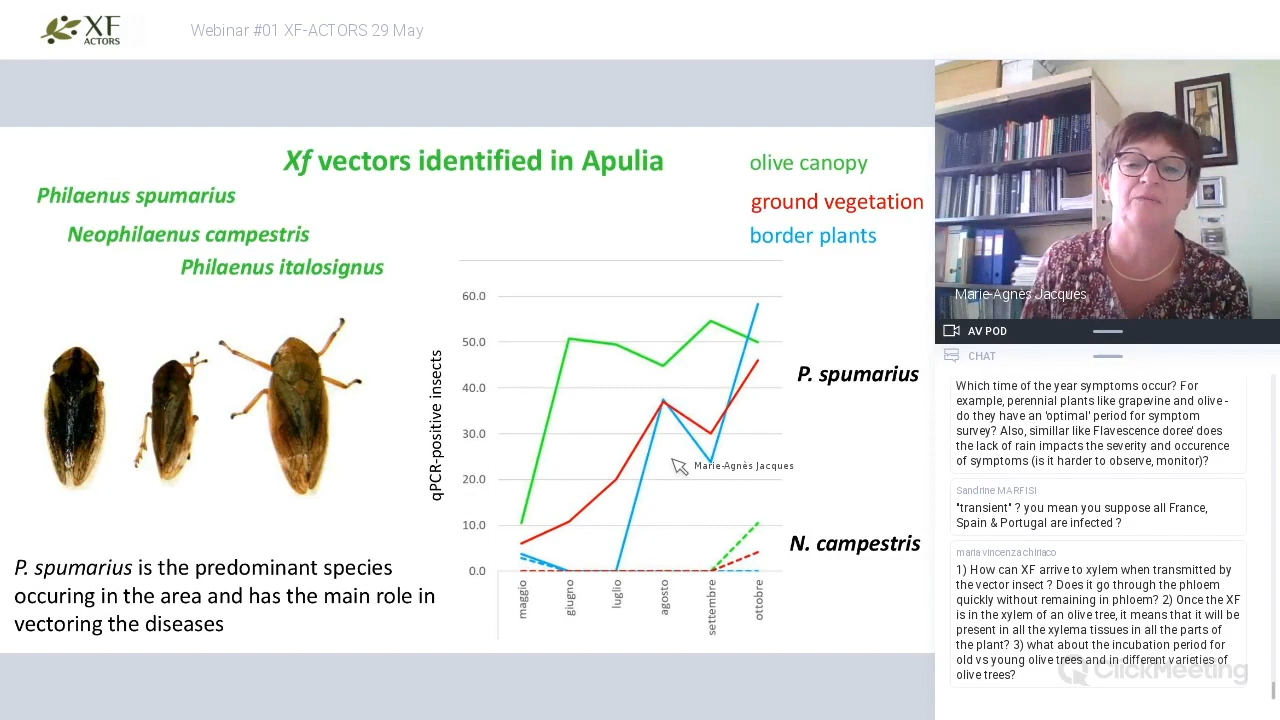 XF
ACTORS
Webinar #01 XF-ACTORS 29 May
Xf vectors identified in Apulia
Philaenus spumarius
Neophilaenus campestris
Philaenus italosignus
olive canopy
ground vegetation
border plants
qPCR-positive insects
60.0
50.0
40.0
30.0
20.0
10.0
0.0
maggio
giugno
luglio
agosto
settembre
ottobre
P. spumarius
Marie-Agnès Jacques
N. campestris
P. spumarius is the predominant species
occuring in the area and has the main role in
vectoring the diseases
Marie-Agnès Jacques
AV POD
CHAT
Which time of the year symptoms occur? For
example, perennial plants like grapevine and olive -
do they have an 'optimal' period for symptom
survey? Also, simillar like Flavescence doree' does
the lack of rain impacts the severity and occurence
of symptoms (is it harder to observe, monitor)?
Sandrine MARFISI
"transient" ? you mean you suppose all France,
Spain & Portugal are infected ?
maria vincenza chiriaco
1) How can XF arrive to xylem when transmitted by
the vector insect ? Does it go through the phloem
quickly without remaining in phloem? 2) Once the XF
is in the xylem of an olive tree, it means that it will be
present in all the xylema tissues in all the parts of
the plant? 3) what about the incubation period for
old vs young olive trees and in different varieties of
olive trees?
ClickMeeting